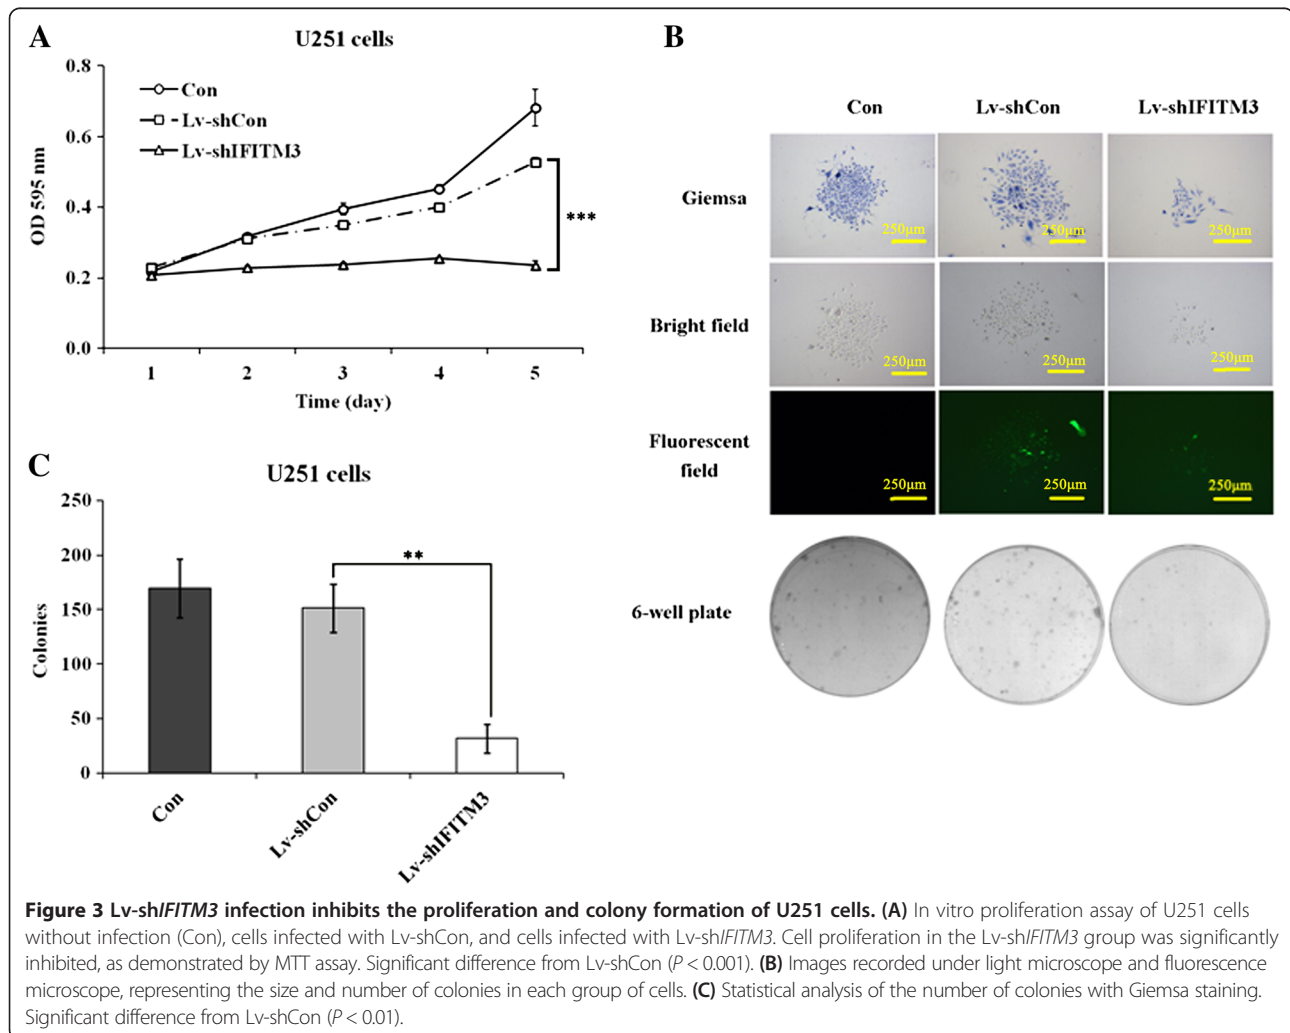 A
U251 cells
0.8
0.6
0.4
0.2
0.0
OD 595 nm
Con
Lv-shCon
Lv-shIFITM3
***
1 2 3 4 5
Time (day)
B
Con Lv-shCon Lv-shIFITM3
Giemsa
250μm 250μm 250μm
Bright field
250μm 250μm 250μm
Fluorescent
field
250μm 250μm 250μm
6-well plate
C
U251 cells
250
200
150
100
50
0
Colonies
**
Con
Lv-shCon
Lv-shIFITM3
Figure 3 Lv-shIFITM3 infection inhibits the proliferation and colony formation of U251 cells. (A) In vitro proliferation assay of U251 cells
without infection (Con), cells infected with Lv-shCon, and cells infected with Lv-shIFITM3. Cell proliferation in the Lv-shIFITM3 group was significantly
inhibited, as demonstrated by MTT assay. Significant difference from Lv-shCon (P < 0.001). (B) Images recorded under light microscope and fluorescence
microscope, representing the size and number of colonies in each group of cells. (C) Statistical analysis of the number of colonies with Giemsa staining.
Significant difference from Lv-shCon (P < 0.01).